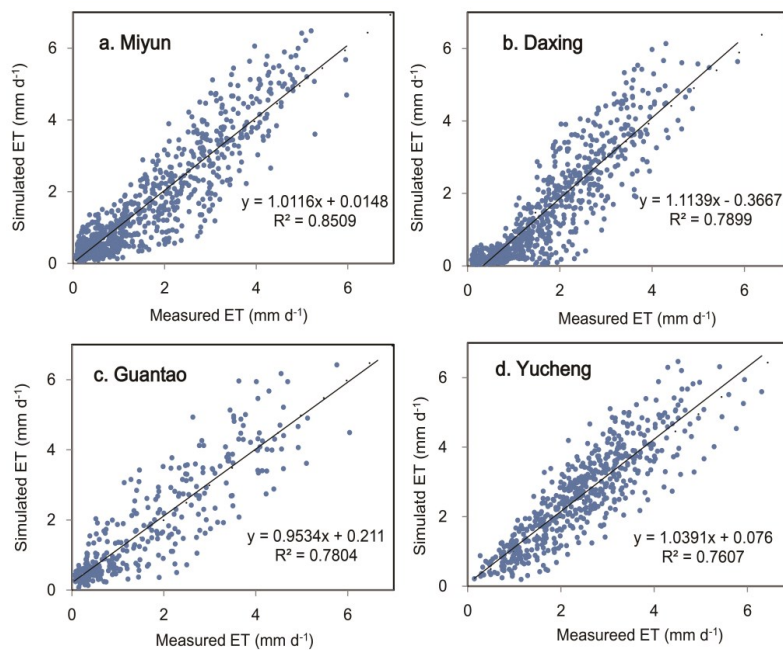 a. Miyun
Simulated ET (mm d⁻¹)
6
4
2
0
y = 1.0116x + 0.0148
R² = 0.8509
0 2 4 6
Measured ET (mm d⁻¹)
b. Daxing
Simulated ET (mm d⁻¹)
6
4
2
0
y = 1.1139x - 0.3667
R² = 0.7899
0 2 4 6
Measured ET (mm d⁻¹)
c. Guantao
Simulated ET (mm d⁻¹)
6
4
2
0
y = 0.9534x + 0.211
R² = 0.7804
0 2 4 6
Measured ET (mm d⁻¹)
d. Yucheng
Simulatd ET (mm d⁻¹)
6
4
2
0
y = 1.0391x + 0.076
R² = 0.7607
0 2 4 6
Measureed ET (mm d⁻¹)